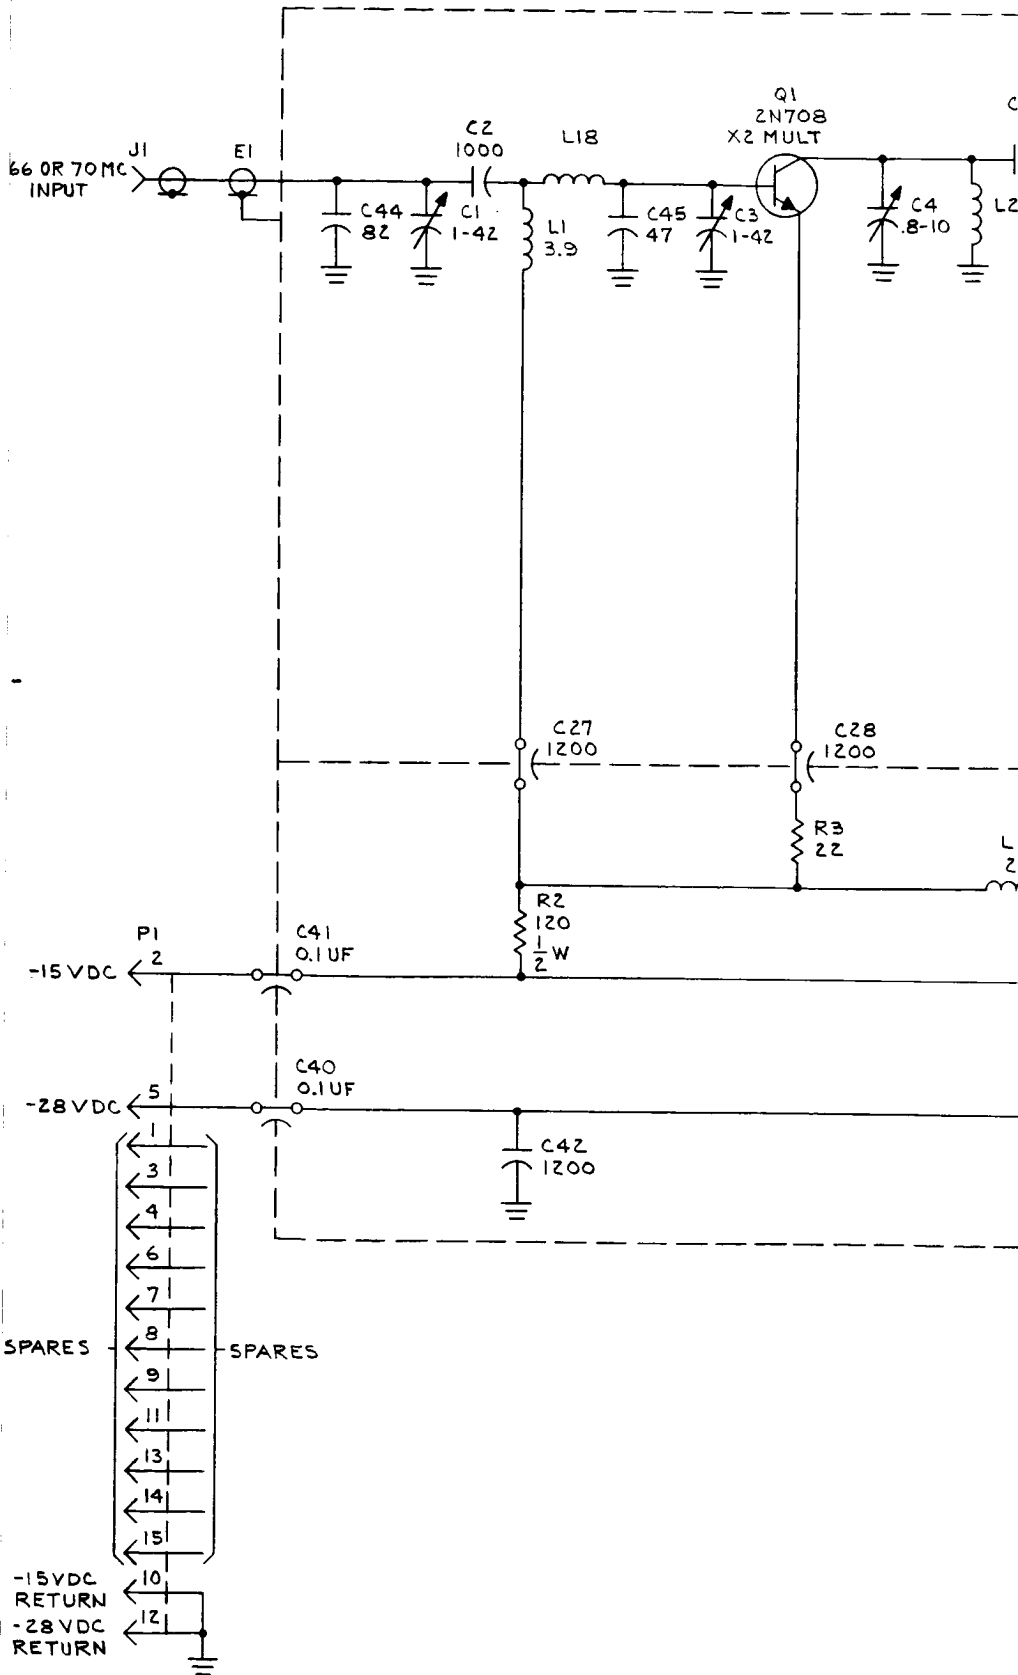 66 OR 70 MC
INPUT
J1
E1
C2
1000
L18
Q1
2N708
X2 MULT
C
C44
82
C1
1-42
L1
3.9
C45
47
C3
1-42
C4
.8-10
L2
C27
1200
C28
1200
R3
22
L
2
R2
120
1/2 W
P1
2
-15 VDC
C41
0.1 UF
C40
0.1 UF
-28 VDC
5
C42
1200
1
3
4
6
7
8
9
11
13
14
15
SPARES
SPARES
-15VDC
RETURN
10
-28 VDC
RETURN
12